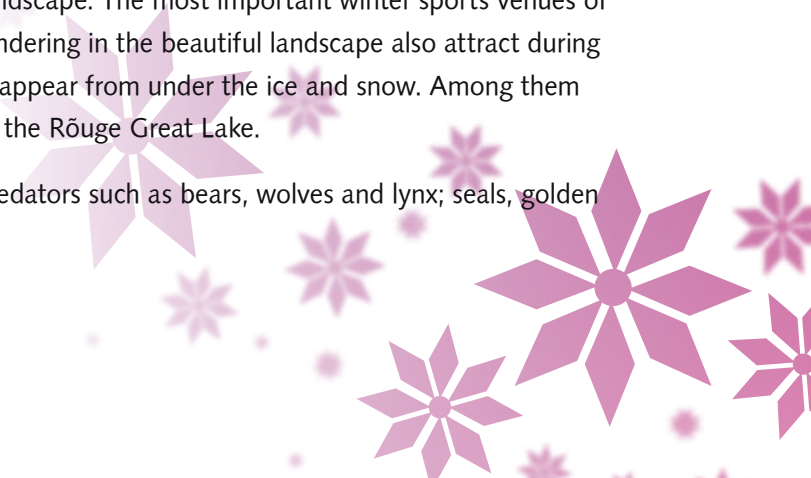 ndscape. The most important winter sports venues of
ndering in the beautiful landscape also attract during
appear from under the ice and snow. Among them
the Rõuge Great Lake.
edators such as bears, wolves and lynx; seals, golden